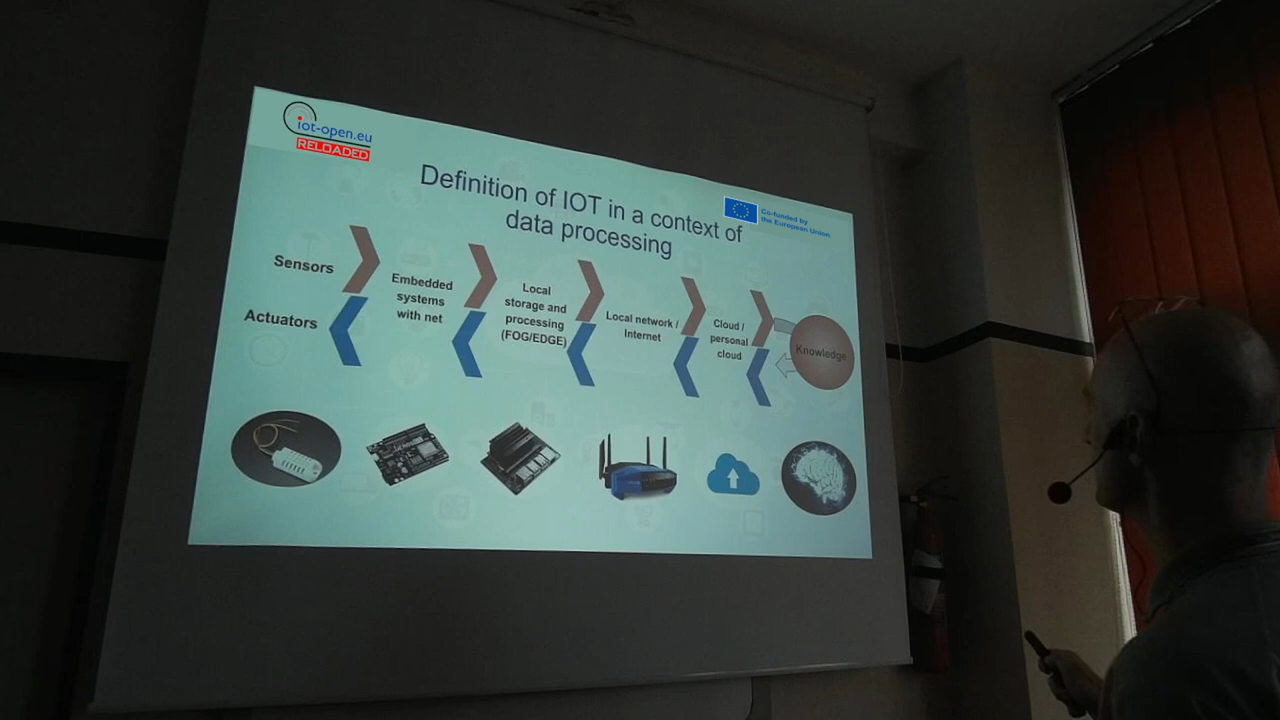 iot-open.eu
RELOADED
Definition of IOT in a context of
data processing
Co-funded by
the European Union
Sensors
Actuators
Embedded
systems
with net
Local
storage and
processing
(FOG/EDGE)
Local network /
Internet
Cloud /
personal
cloud
Knowledge